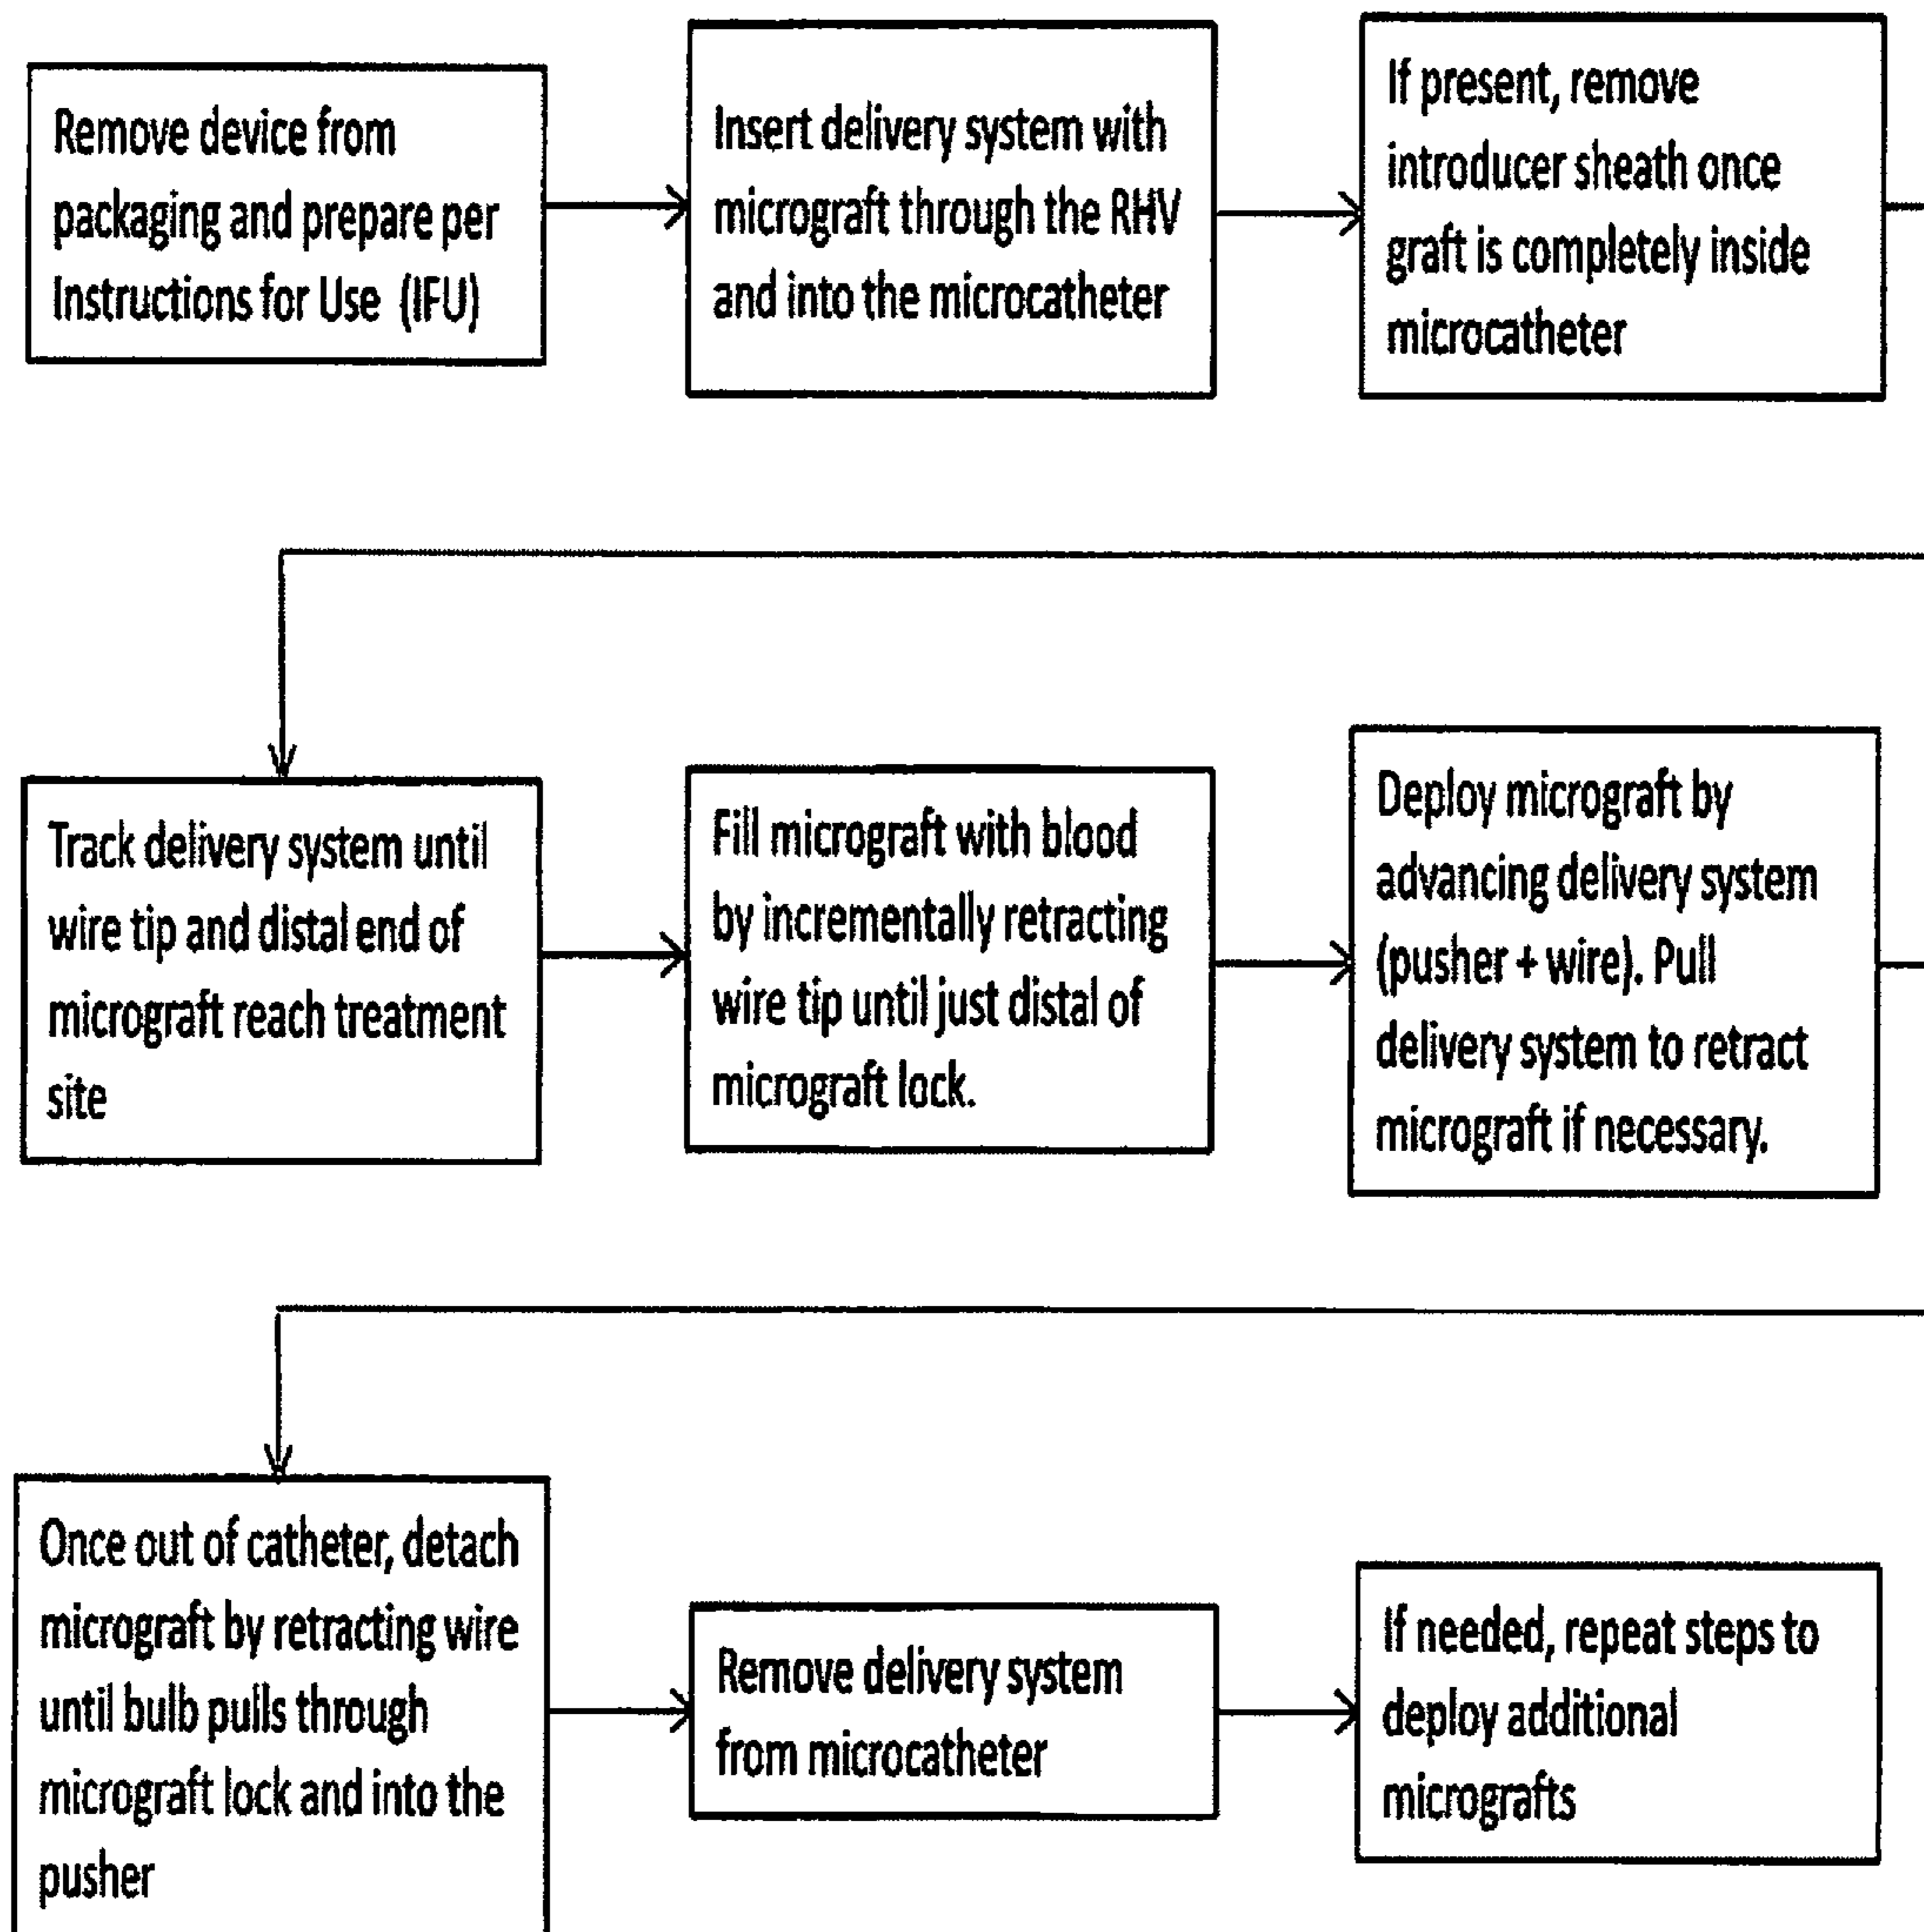 Remove device from
packaging and prepare per
Instructions for Use (IFU)
Insert delivery system with
micrograft through the RHV
and into the microcatheter
If present, remove
introducer sheath once
graft is completely inside
microcatheter
Track delivery system until
wire tip and distal end of
micrograft reach treatment
site
Fill micrograft with blood
by incrementally retracting
wire tip until just distal of
micrograft lock.
Deploy micrograft by
advancing delivery system
(pusher + wire). Pull
delivery system to retract
micrograft if necessary.
Once out of catheter, detach
micrograft by retracting wire
until bulb pulls through
micrograft lock and into the
pusher
Remove delivery system
from microcatheter
If needed, repeat steps to
deploy additional
micrografts